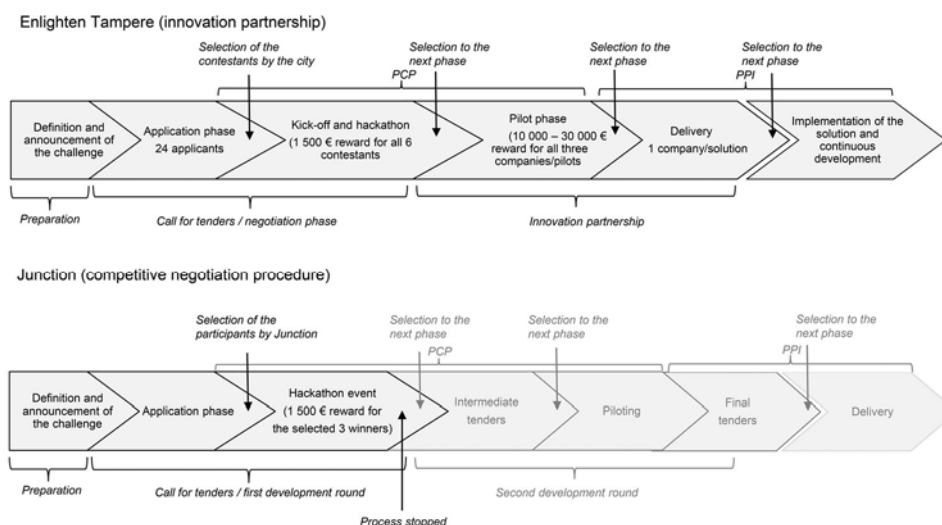 Enlighten Tampere (innovation partnership)
Selection of the
contestants by the city
Selection to the
next phase
Selection to the
next phase
Selection to the
next phase
PCP
PPI
Definition and
announcement of
the challenge
Application phase
24 applicants
Kick-off and hackathon
(1 500 € reward for all 6
contestants)
Pilot phase
(10 000 – 30 000 €
reward for all three
companies/pilots)
Delivery
1 company/solution
Implementation of the
solution and
continuous
development
Preparation
Call for tenders / negotiation phase
Innovation partnership
Junction (competitive negotiation procedure)
Selection of the
participants by Junction
Selection to the
next phase
Selection to the
next phase
Selection to the
next phase
PCP
PPI
Definition and
announcement of
the challenge
Application phase
Hackathon event
(1 500 € reward for
the selected 3 winners)
Intermediate
tenders
Piloting
Final
tenders
Delivery
Preparation
Call for tenders / first development round
Second development round
Process stopped